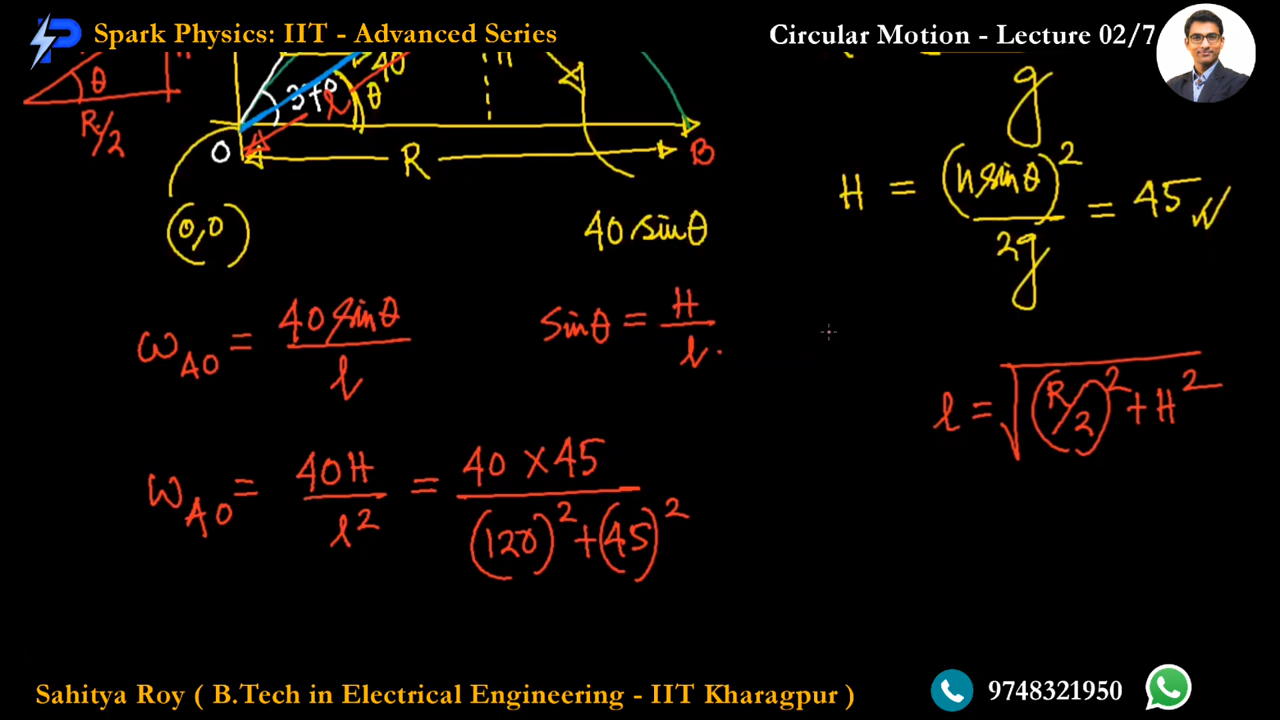 Spark Physics: IIT - Advanced Series
Circular Motion - Lecture 02/7
θ
R/2
37°
l
40
θ
H
g
O
R
B
(0,0)
40 sinθ
H = (u sinθ)² / 2g = 45
ω_AO = 40 sinθ / l
sinθ = H / l.
l = √((R/2)² + H²)
ω_AO = 40H / l² = 40 × 45 / (120)² + (45)²
Sahitya Roy ( B.Tech in Electrical Engineering - IIT Kharagpur )
9748321950